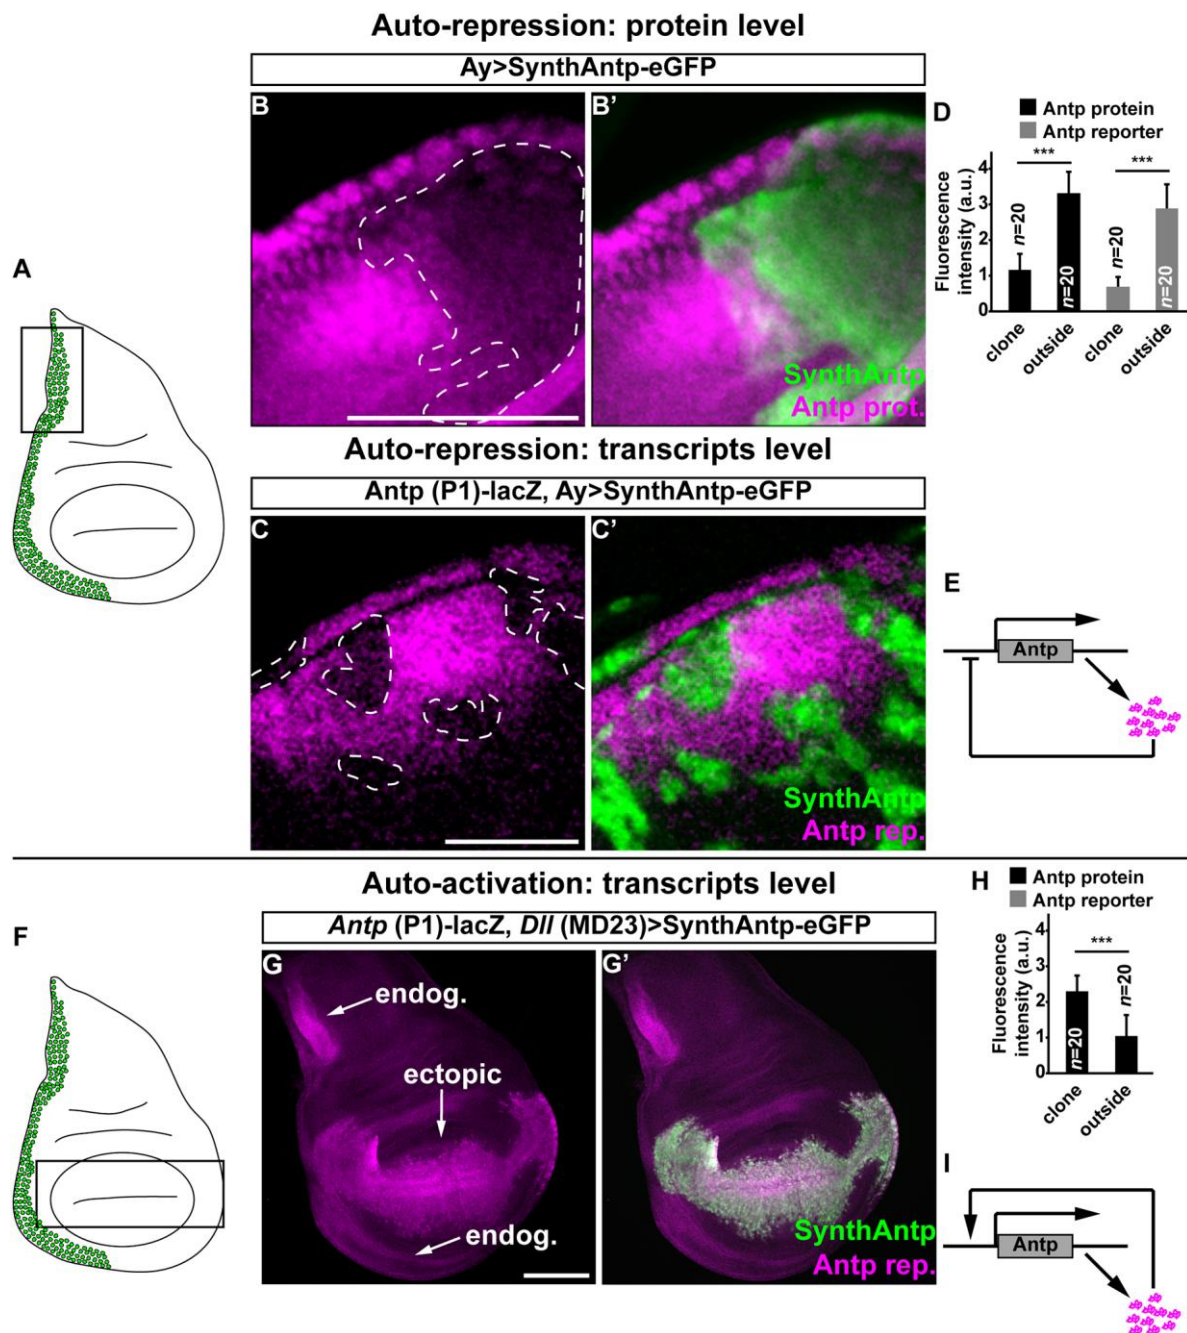 Auto-repression: protein level
Ay>SynthAntp-eGFP
A
B
B'
SynthAntp
Antp prot.
D
Antp protein
Antp reporter
Fluorescence
intensity (a.u.)
4
3
2
1
0
***
***
n=20
n=20
n=20
n=20
clone
outside
clone
outside
Auto-repression: transcripts level
Antp (P1)-lacZ, Ay>SynthAntp-eGFP
C
C'
SynthAntp
Antp rep.
E
Antp
Auto-activation: transcripts level
Antp (P1)-lacZ, Dll (MD23)>SynthAntp-eGFP
F
G
endog.
ectopic
endog.
G'
SynthAntp
Antp rep.
H
Antp protein
Antp reporter
Fluorescence
intensity (a.u.)
4
3
2
1
0
***
n=20
n=20
clone
outside
I
Antp